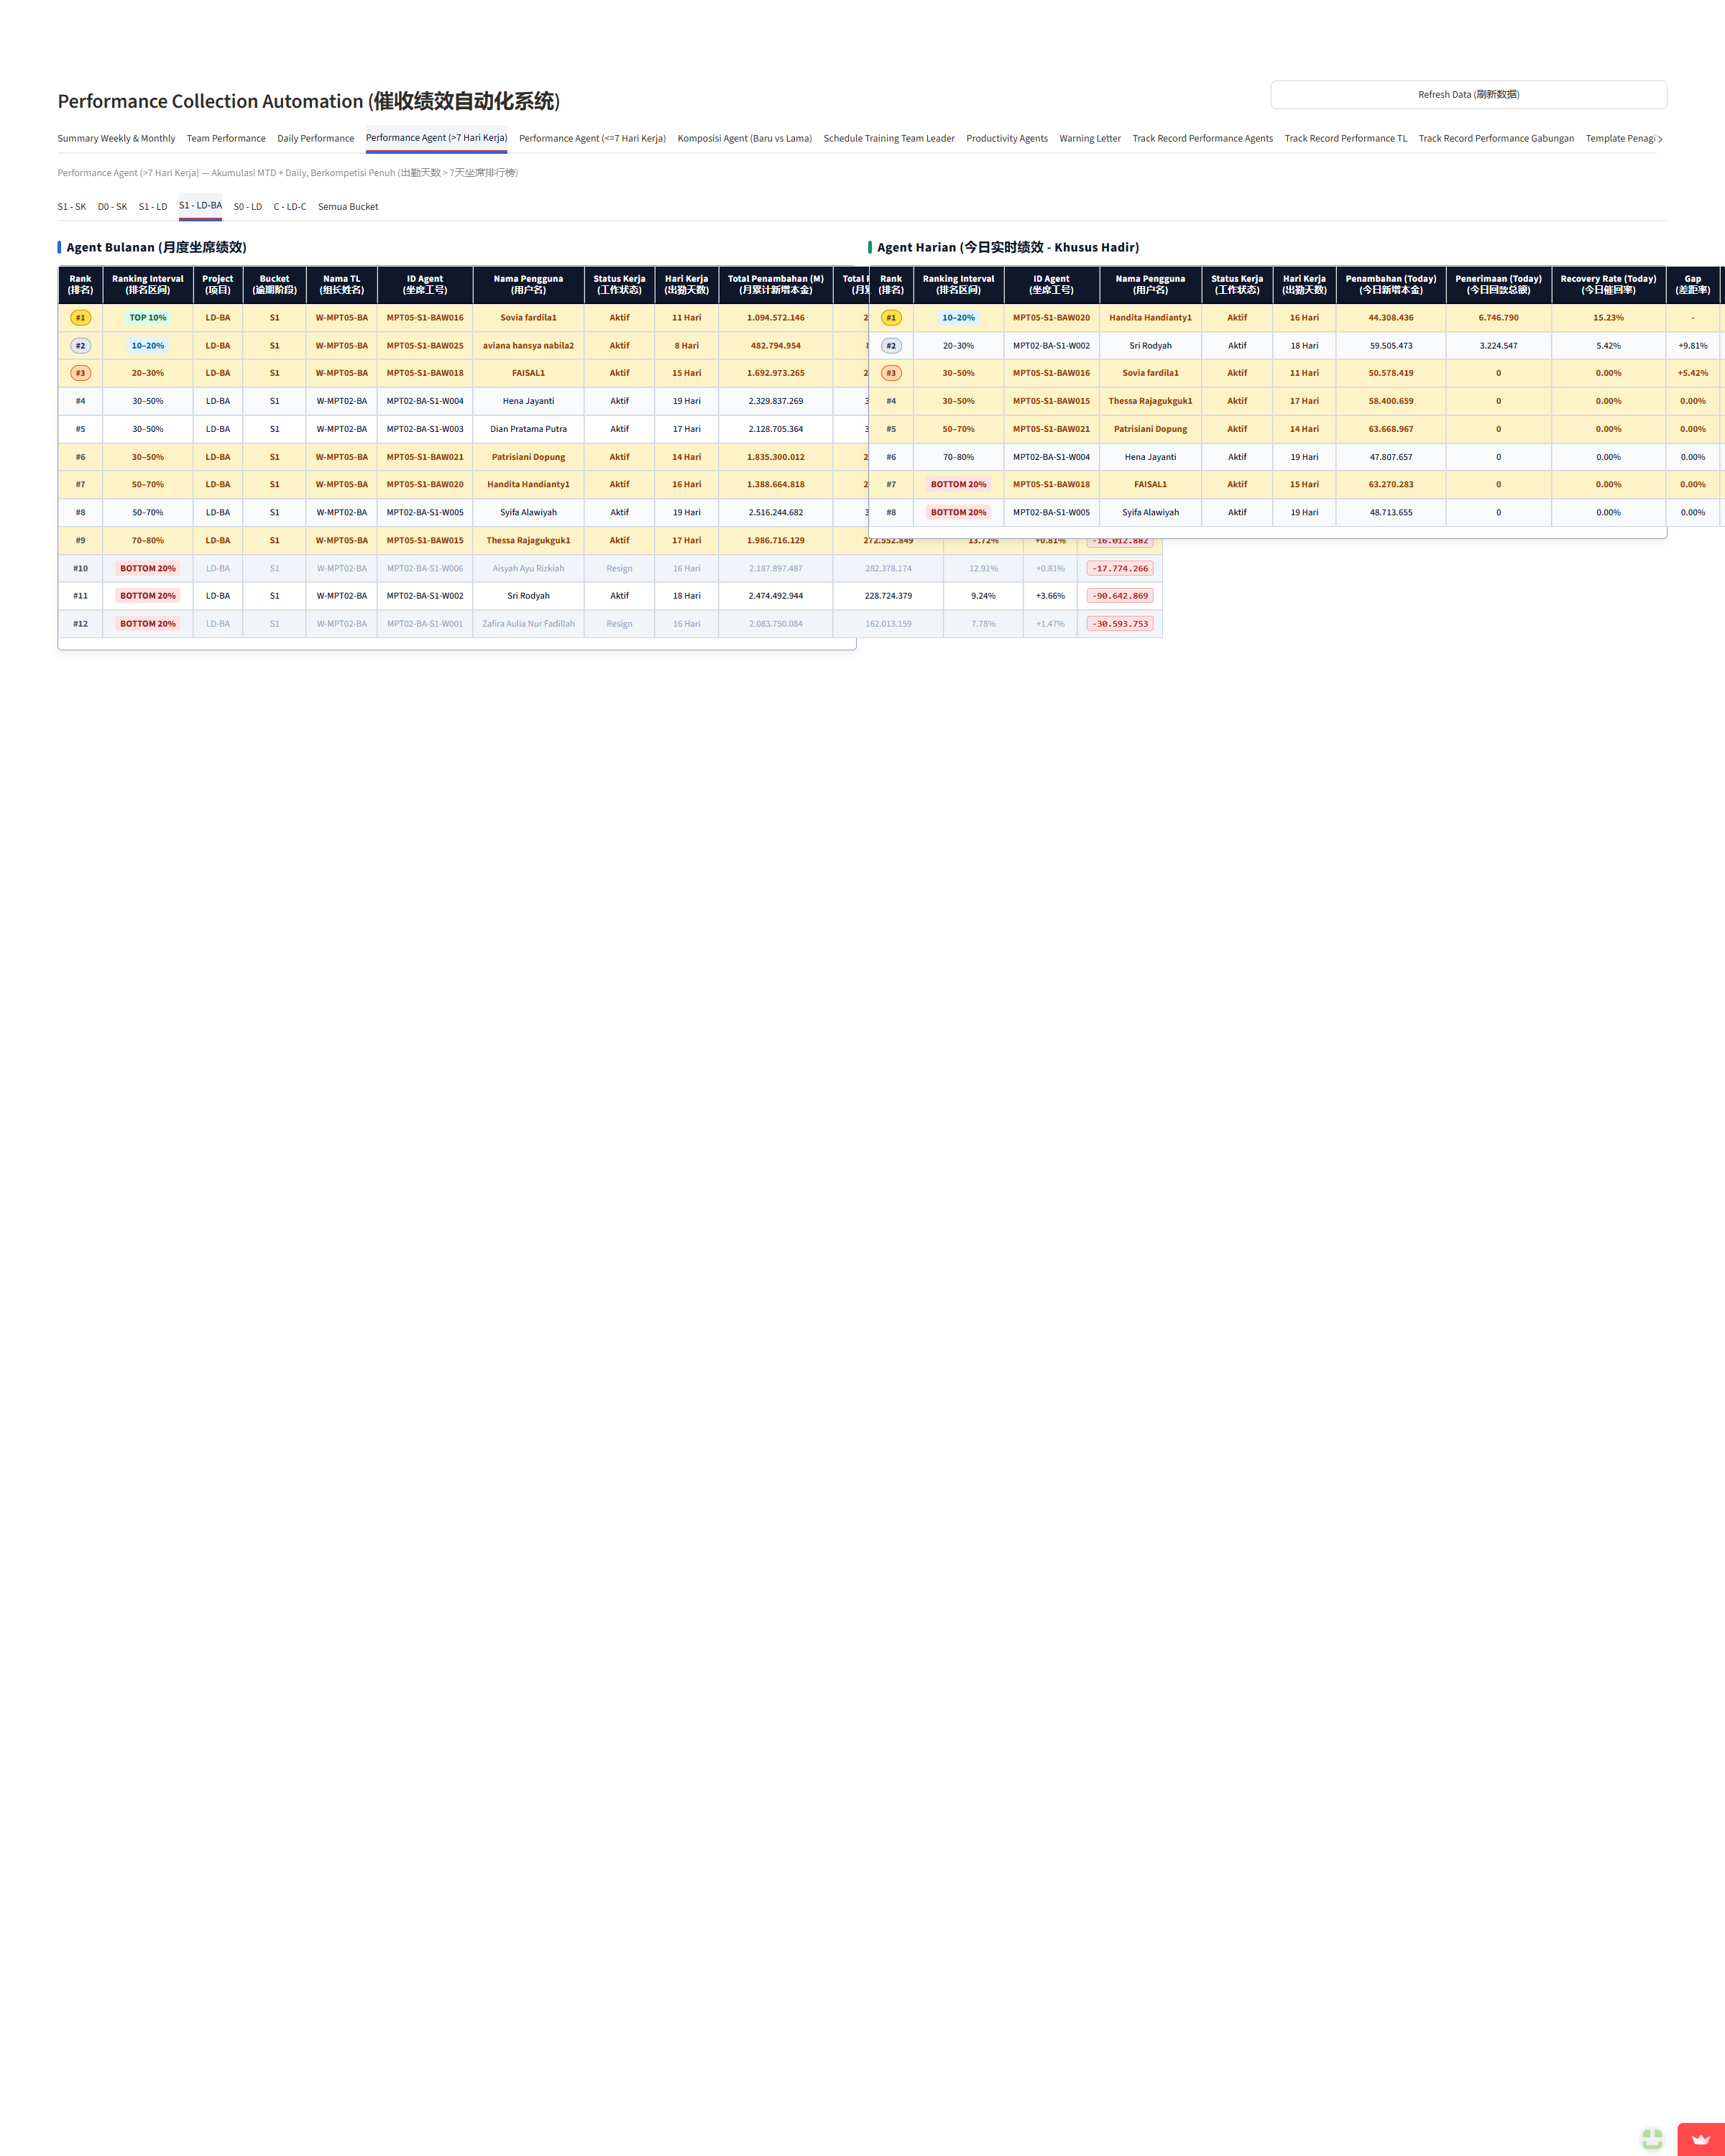 Performance Collection Automation (催收绩效自动化系统)
Refresh Data (刷新数据)
Summary Weekly & Monthly Team Performance Daily Performance Performance Agent (>7 Hari Kerja) Performance Agent (<=7 Hari Kerja) Komposisi Agent (Baru vs Lama) Schedule Training Team Leader Productivity Agents Warning Letter Track Record Performance Agents Track Record Performance TL Track Record Performance Gabungan Template Penagi
Performance Agent (>7 Hari Kerja) — Akumulasi MTD + Daily, Berkompetisi Penuh (出勤天数 > 7天坐席排行榜)
S1 - SK D0 - SK S1 - LD S1 - LD-BA S0 - LD C - LD-C Semua Bucket
Agent Bulanan (月度坐席绩效)
Rank Ranking Interval Project Bucket Nama TL ID Agent Nama Pengguna Status Kerja Hari Kerja Total Penambahan (M) Total
(排名) (排名区间) (项目) (逾期阶段) (组长姓名) (坐席工号) (用户名) (工作状态) (出勤天数) (月累计新增本金) (月
#1 TOP 10% LD-BA S1 W-MPT05-BA MPT05-S1-BAW016 Sovia fardila1 Aktif 11 Hari 1.094.572.146 2
#2 10–20% LD-BA S1 W-MPT05-BA MPT05-S1-BAW025 aviana hansya nabila2 Aktif 8 Hari 482.794.954
#3 20–30% LD-BA S1 W-MPT05-BA MPT05-S1-BAW018 FAISAL1 Aktif 15 Hari 1.692.973.265 2
#4 30–50% LD-BA S1 W-MPT02-BA MPT02-BA-S1-W004 Hena Jayanti Aktif 19 Hari 2.329.837.269 3
#5 30–50% LD-BA S1 W-MPT02-BA MPT02-BA-S1-W003 Dian Pratama Putra Aktif 17 Hari 2.128.705.364 3
#6 30–50% LD-BA S1 W-MPT05-BA MPT05-S1-BAW021 Patrisiani Dopung Aktif 14 Hari 1.835.300.012 2
#7 50–70% LD-BA S1 W-MPT05-BA MPT05-S1-BAW020 Handita Handianty1 Aktif 16 Hari 1.388.664.818 2
#8 50–70% LD-BA S1 W-MPT02-BA MPT02-BA-S1-W005 Syifa Alawiyah Aktif 19 Hari 2.516.244.682 3
#9 70–80% LD-BA S1 W-MPT05-BA MPT05-S1-BAW015 Thessa Rajagukguk1 Aktif 17 Hari 1.986.716.129 272.552.849 13.72% +0.81% -16.012.882
#10 BOTTOM 20% LD-BA S1 W-MPT02-BA MPT02-BA-S1-W006 Aisyah Ayu Rizkiah Resign 16 Hari 2.187.897.487 282.378.174 12.91% +0.81% -17.774.266
#11 BOTTOM 20% LD-BA S1 W-MPT02-BA MPT02-BA-S1-W002 Sri Rodyah Aktif 18 Hari 2.474.492.944 228.724.379 9.24% +3.66% -90.642.869
#12 BOTTOM 20% LD-BA S1 W-MPT02-BA MPT02-BA-S1-W001 Zafira Aulia Nur Fadillah Resign 16 Hari 2.083.750.084 162.013.159 7.78% +1.47% -30.593.753
Agent Harian (今日实时绩效 - Khusus Hadir)
Rank Ranking Interval ID Agent Nama Pengguna Status Kerja Hari Kerja Penambahan (Today) Penerimaan (Today) Recovery Rate (Today) Gap
(排名) (排名区间) (坐席工号) (用户名) (工作状态) (出勤天数) (今日新增本金) (今日回款总额) (今日催回率) (差距率)
#1 10–20% MPT05-S1-BAW020 Handita Handianty1 Aktif 16 Hari 44.308.436 6.746.790 15.23% -
#2 20–30% MPT02-BA-S1-W002 Sri Rodyah Aktif 18 Hari 59.505.473 3.224.547 5.42% +9.81%
#3 30–50% MPT05-S1-BAW016 Sovia fardila1 Aktif 11 Hari 50.578.419 0 0.00% +5.42%
#4 30–50% MPT05-S1-BAW015 Thessa Rajagukguk1 Aktif 17 Hari 58.400.659 0 0.00% 0.00%
#5 50–70% MPT05-S1-BAW021 Patrisiani Dopung Aktif 14 Hari 63.668.967 0 0.00% 0.00%
#6 70–80% MPT02-BA-S1-W004 Hena Jayanti Aktif 19 Hari 47.807.657 0 0.00% 0.00%
#7 BOTTOM 20% MPT05-S1-BAW018 FAISAL1 Aktif 15 Hari 63.270.283 0 0.00% 0.00%
#8 BOTTOM 20% MPT02-BA-S1-W005 Syifa Alawiyah Aktif 19 Hari 48.713.655 0 0.00% 0.00%